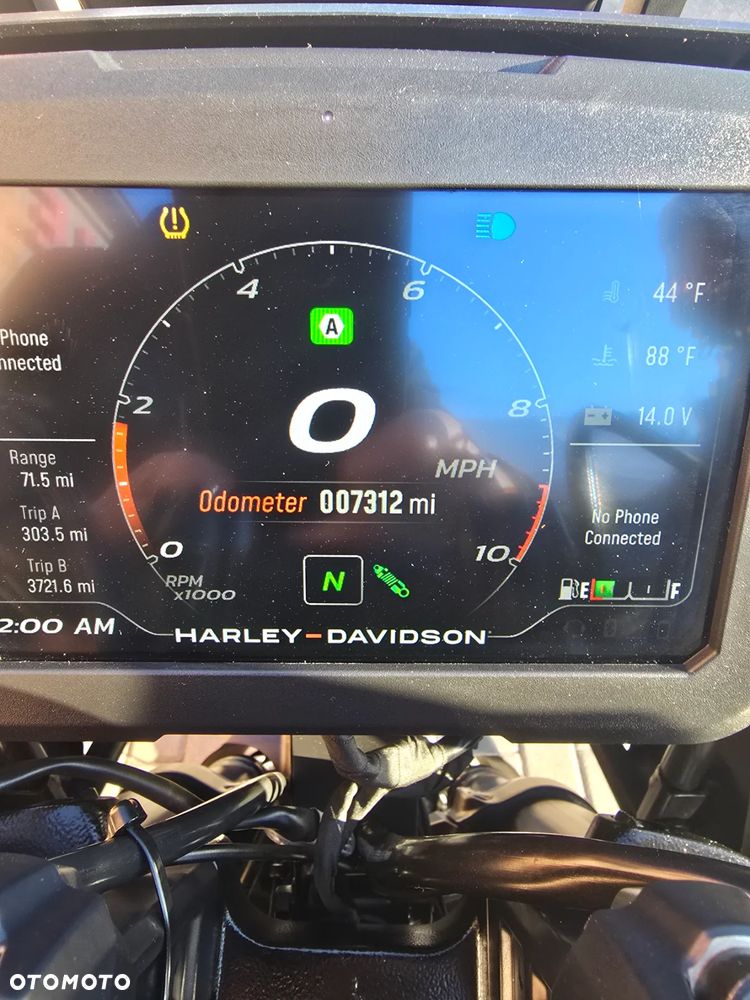 4
6
44 °F
A
Phone
nnected
88 °F
2
0
8
14.0 V
MPH
Range
71.5 mi
Odometer 007312 mi
Trip A
303.5 mi
No Phone
Connected
0
10
Trip B
3721.6 mi
RPM
x1000
N
E
F
2:00 AM
HARLEY-DAVIDSON
OTOMOTO